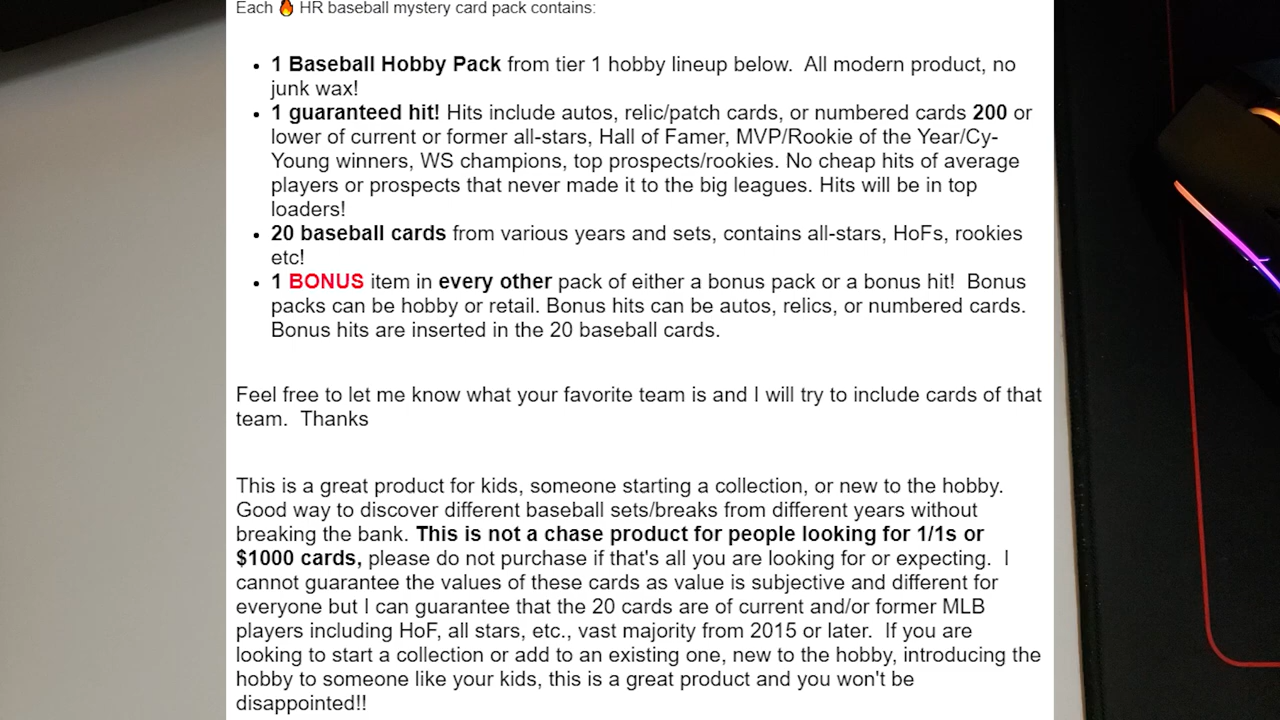 Each 🔥 HR baseball mystery card pack contains:
• 1 Baseball Hobby Pack from tier 1 hobby lineup below.  All modern product, no
junk wax!
• 1 guaranteed hit! Hits include autos, relic/patch cards, or numbered cards 200 or
lower of current or former all-stars, Hall of Famer, MVP/Rookie of the Year/Cy-
Young winners, WS champions, top prospects/rookies. No cheap hits of average
players or prospects that never made it to the big leagues. Hits will be in top
loaders!
• 20 baseball cards from various years and sets, contains all-stars, HoFs, rookies
etc!
• 1 BONUS item in every other pack of either a bonus pack or a bonus hit!  Bonus
packs can be hobby or retail. Bonus hits can be autos, relics, or numbered cards.
Bonus hits are inserted in the 20 baseball cards.
Feel free to let me know what your favorite team is and I will try to include cards of that
team.  Thanks
This is a great product for kids, someone starting a collection, or new to the hobby.
Good way to discover different baseball sets/breaks from different years without
breaking the bank. This is not a chase product for people looking for 1/1s or
$1000 cards, please do not purchase if that's all you are looking for or expecting.  I
cannot guarantee the values of these cards as value is subjective and different for
everyone but I can guarantee that the 20 cards are of current and/or former MLB
players including HoF, all stars, etc., vast majority from 2015 or later.  If you are
looking to start a collection or add to an existing one, new to the hobby, introducing the
hobby to someone like your kids, this is a great product and you won't be
disappointed!!